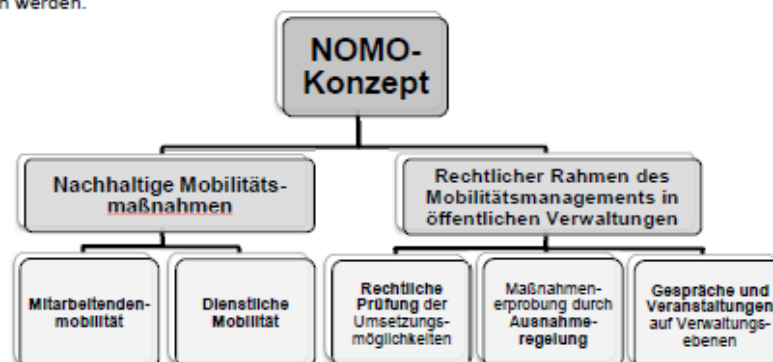 werden.
NOMO-
Konzept
Nachhaltige Mobilitäts-
maßnahmen
Rechtlicher Rahmen des
Mobilitätsmanagements in
öffentlichen Verwaltungen
Mitarbeitenden-
mobilität
Dienstliche
Mobilität
Rechtliche
Prüfung der
Umsetzungs-
möglichkeiten
Maßnahmen-
erprobung durch
Ausnahme-
regelung
Gespräche und
Veranstaltungen
auf Verwaltungs-
ebenen